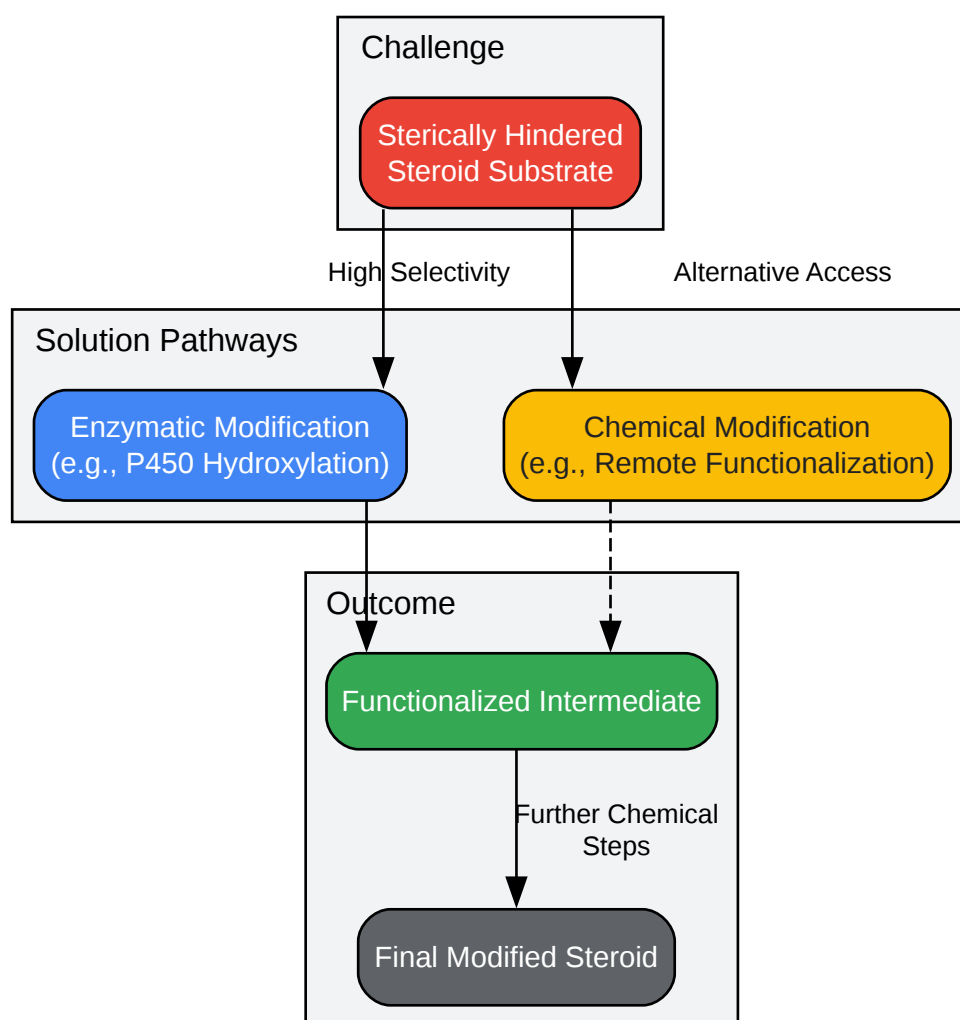 Challenge
Sterically Hindered
Steroid Substrate
High Selectivity
Alternative Access
Solution Pathways
Enzymatic Modification
(e.g., P450 Hydroxylation)
Chemical Modification
(e.g., Remote Functionalization)
Outcome
Functionalized Intermediate
Further Chemical
Steps
Final Modified Steroid